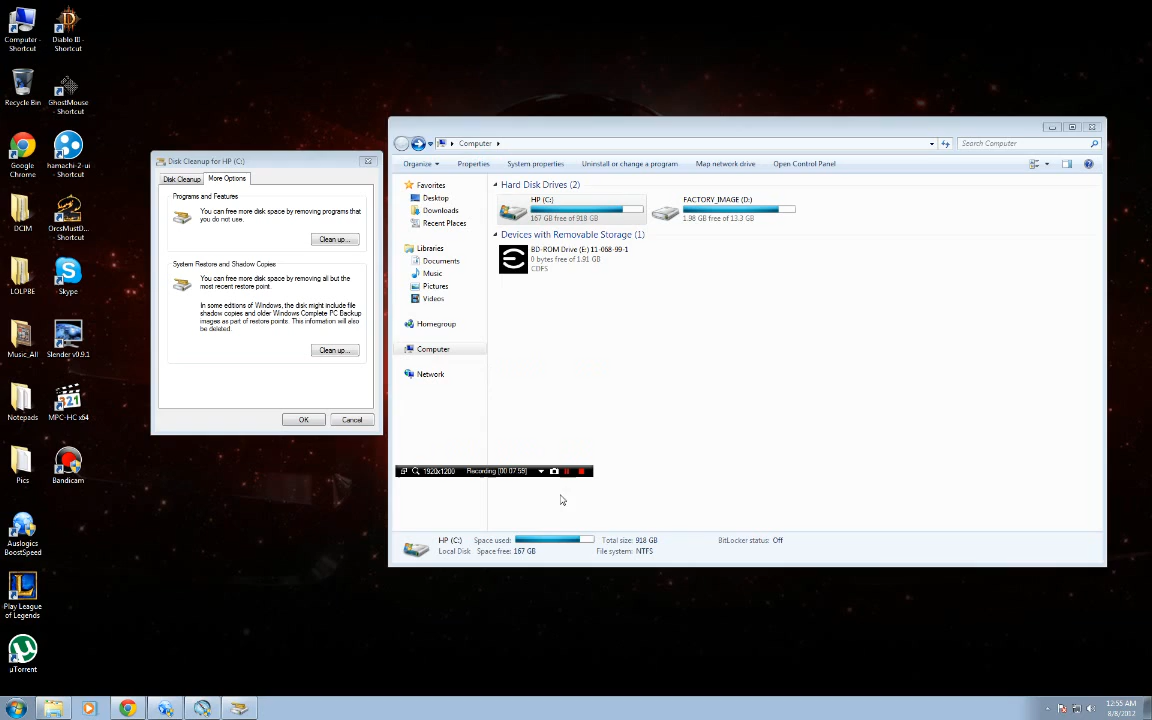 Computer - Shortcut
Diablo III - Shortcut
Recycle Bin
GhostMouse - Shortcut
Google Chrome
hamachi-2-ui - Shortcut
DCIM
OrcsMustD... - Shortcut
LOLPBE
Skype
Music_All
Slender v0.9.1
Notepads
MPC-HC x64
Pics
Bandicam
Auslogics BoostSpeed
Play League of Legends
µTorrent
Disk Cleanup for HP (C:)
Disk Cleanup
More Options
Programs and Features
You can free more disk space by removing programs that
you do not use.
Clean up...
System Restore and Shadow Copies
You can free more disk space by removing all but the
most recent restore point.
In some editions of Windows, the disk might include file
shadow copies and older Windows Complete PC Backup
images as part of restore points. This information will also
be deleted.
Clean up...
OK
Cancel
Computer
Search Computer
Organize
Properties
System properties
Uninstall or change a program
Map network drive
Open Control Panel
Favorites
Desktop
Downloads
Recent Places
Libraries
Documents
Music
Pictures
Videos
Homegroup
Computer
Network
Hard Disk Drives (2)
HP (C:)
167 GB free of 918 GB
FACTORY_IMAGE (D:)
1.98 GB free of 13.3 GB
Devices with Removable Storage (1)
BD-ROM Drive (E:) 11-068-99-1
0 bytes free of 1.91 GB
CDFS
1920x1200
Recording [00:07:59]
HP (C:)
Space used:
Total size: 918 GB
BitLocker status: Off
Local Disk
Space free: 167 GB
File system: NTFS
12:55 AM
8/8/2012